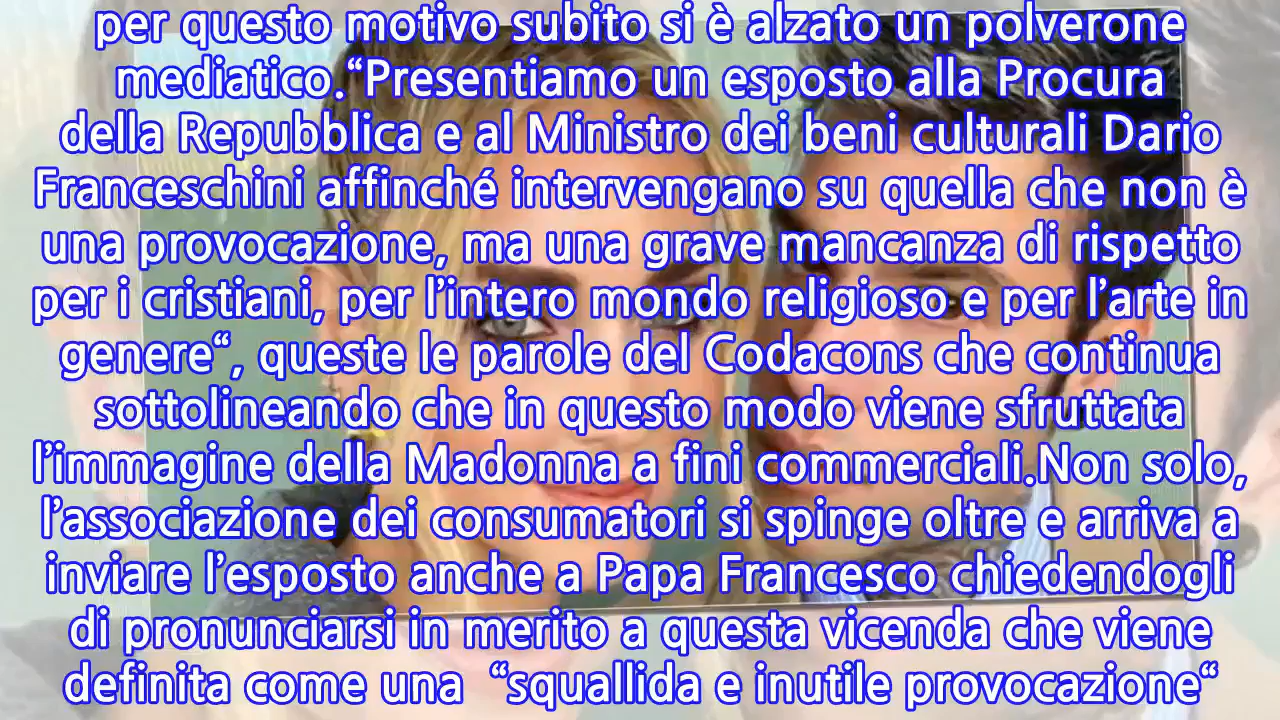 per questo motivo subito si è alzato un polverone
mediatico.“Presentiamo un esposto alla Procura
della Repubblica e al Ministro dei beni culturali Dario
Franceschini affinché intervengano su quella che non è
una provocazione, ma una grave mancanza di rispetto
per i cristiani, per l’intero mondo religioso e per l’arte in
genere“, queste le parole del Codacons che continua
sottolineando che in questo modo viene sfruttata
l’immagine della Madonna a fini commerciali.Non solo,
l’associazione dei consumatori si spinge oltre e arriva a
inviare l’esposto anche a Papa Francesco chiedendogli
di pronunciarsi in merito a questa vicenda che viene
definita come una  “squallida e inutile provocazione“